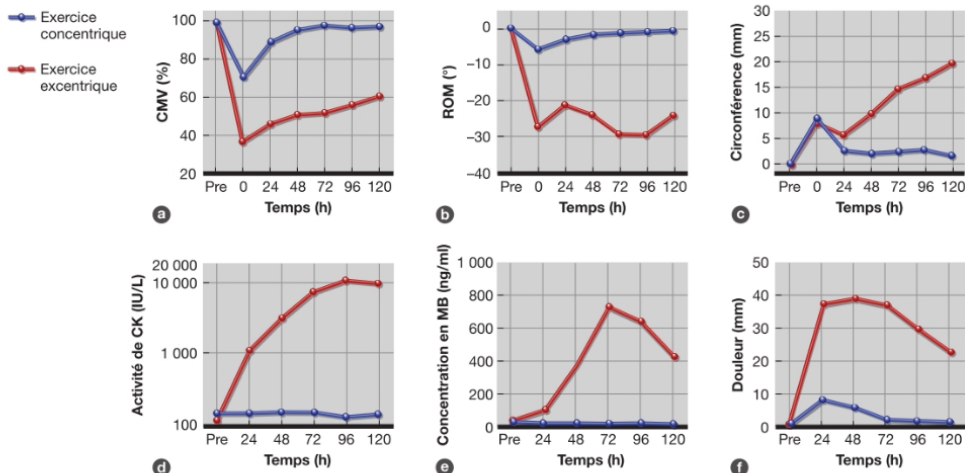 Exercice
concentrique
Exercice
excentrique
CMV (%)
100
80
60
40
20
Pre 0 24 48 72 96 120
Temps (h)
a
ROM (°)
0
−10
−20
−30
−40
Pre 0 24 48 72 96 120
Temps (h)
b
Circonférence (mm)
30
25
20
15
10
5
0
Pre 0 24 48 72 96 120
Temps (h)
c
Activité de CK (IU/L)
20 000
10 000
1 000
100
Pre 24 48 72 96 120
Temps (h)
d
Concentration en MB (ng/ml)
1 000
800
600
400
200
0
Pre 24 48 72 96 120
Temps (h)
e
Douleur (mm)
50
40
30
20
10
0
Pre 24 48 72 96 120
Temps (h)
f